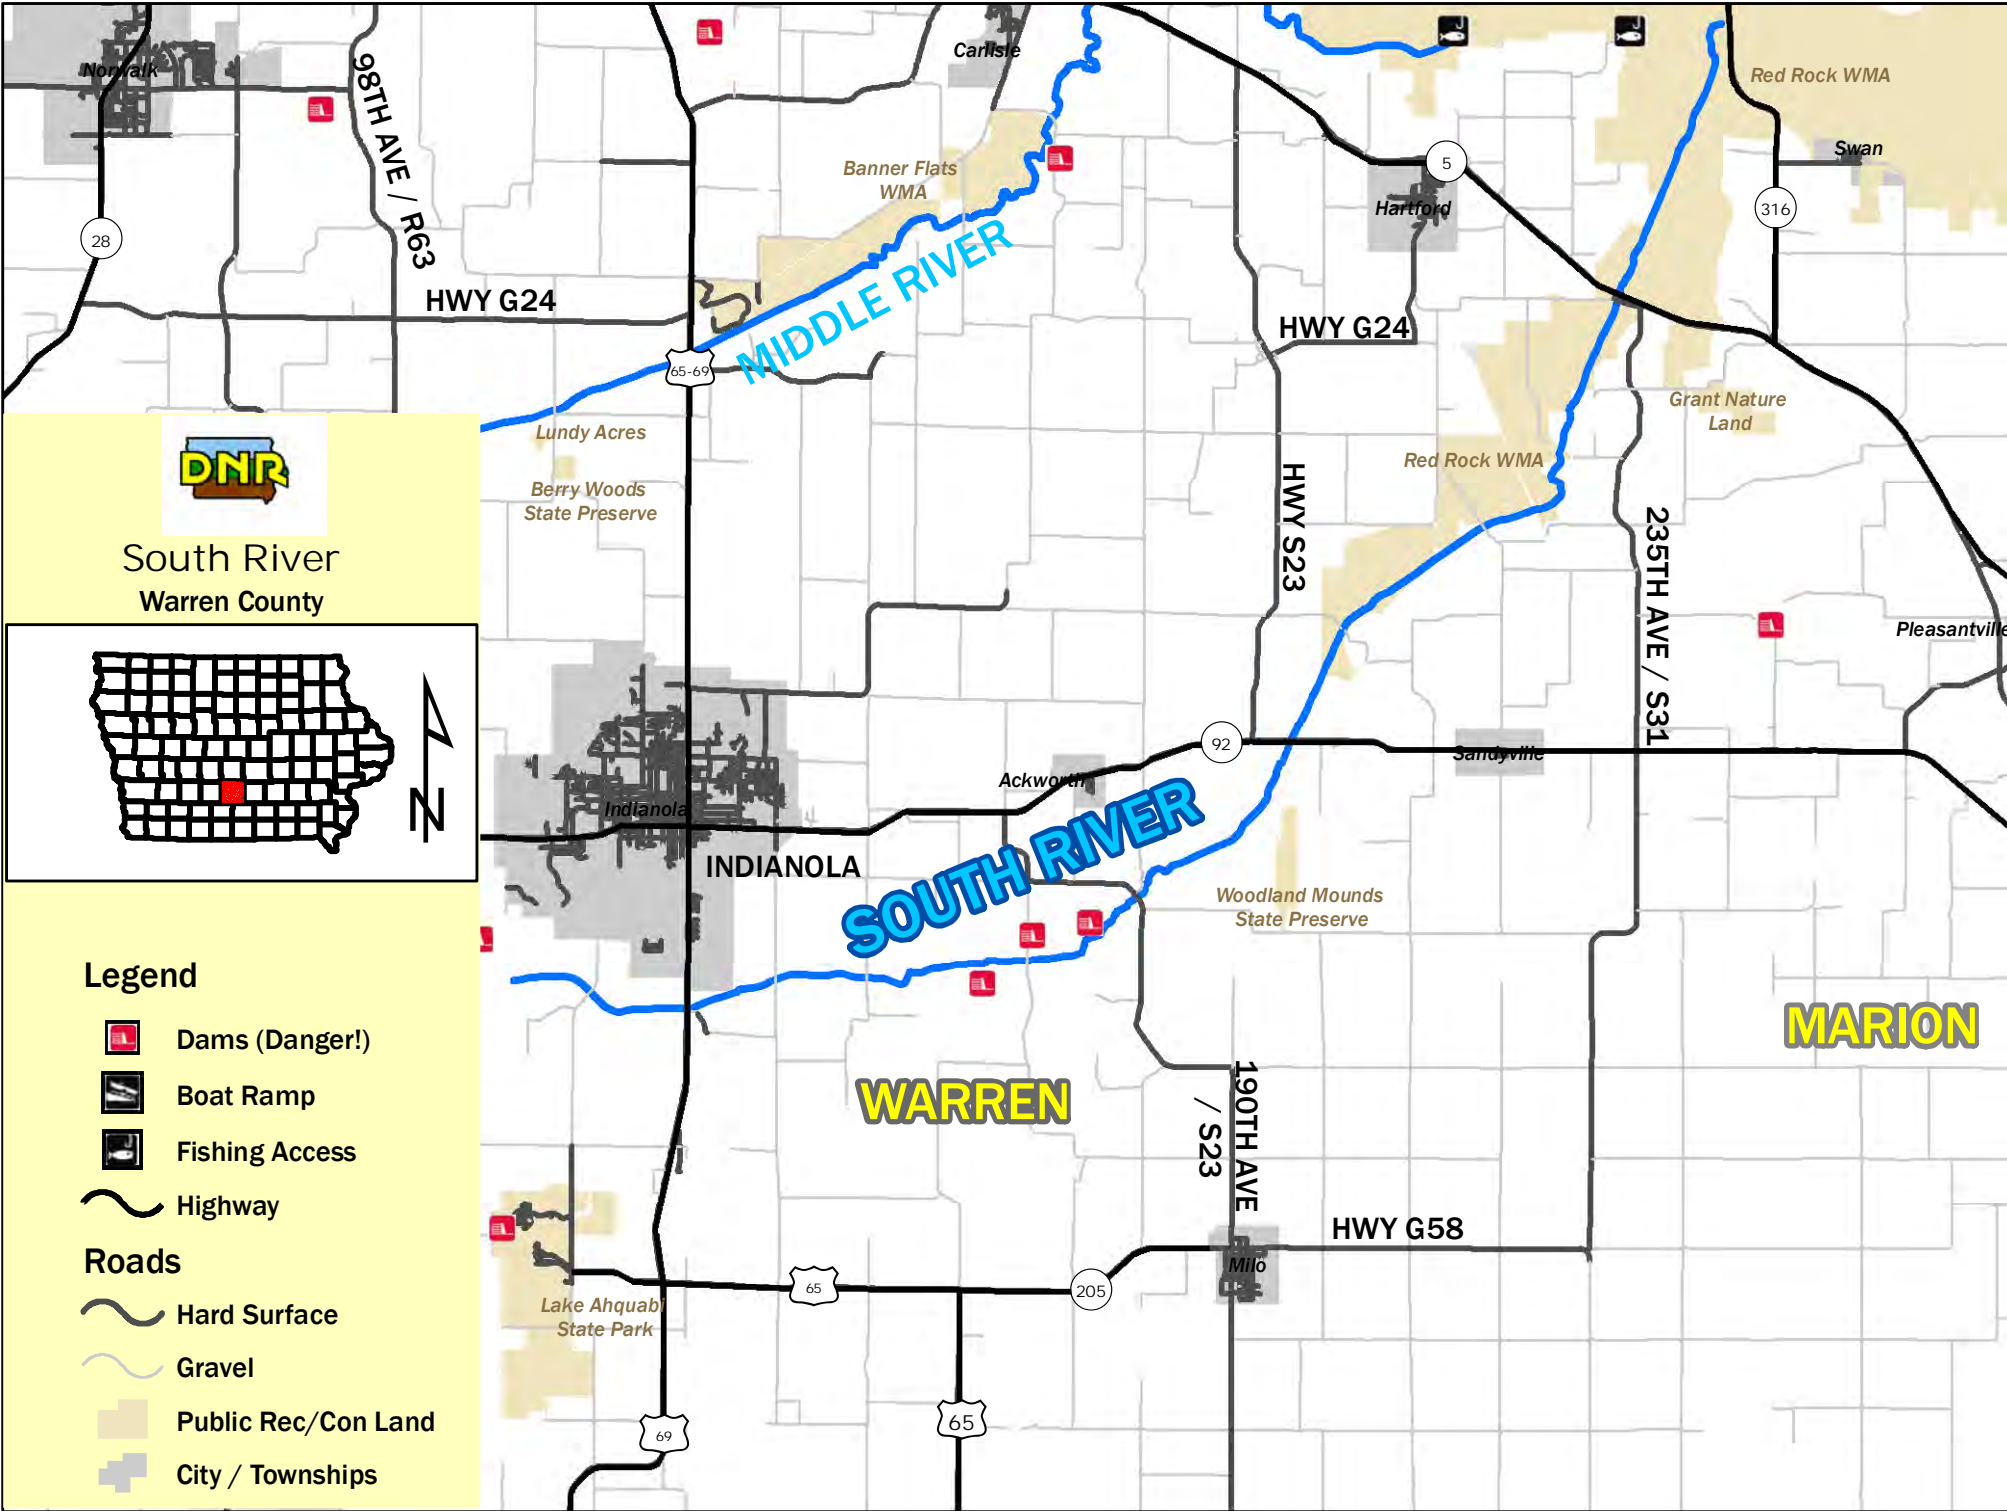 Norwalk
98TH AVE / R63
Carlisle
Red Rock WMA
Swan
Banner Flats
WMA
5
Hartford
316
28
MIDDLE RIVER
HWY G24
HWY G24
65-69
Grant Nature
Land
Lundy Acres
Red Rock WMA
Berry Woods
State Preserve
HWY S23
235TH AVE / S31
Pleasantville
DNR
South River
Warren County
N
92
Sandyville
Ackworth
Indianola
INDIANOLA
SOUTH RIVER
Woodland Mounds
State Preserve
MARION
WARREN
190TH AVE
/ S23
HWY G58
Milo
65
205
Lake Ahquabi
State Park
69
65
Legend
Dams (Danger!)
Boat Ramp
Fishing Access
Highway
Roads
Hard Surface
Gravel
Public Rec/Con Land
City / Townships